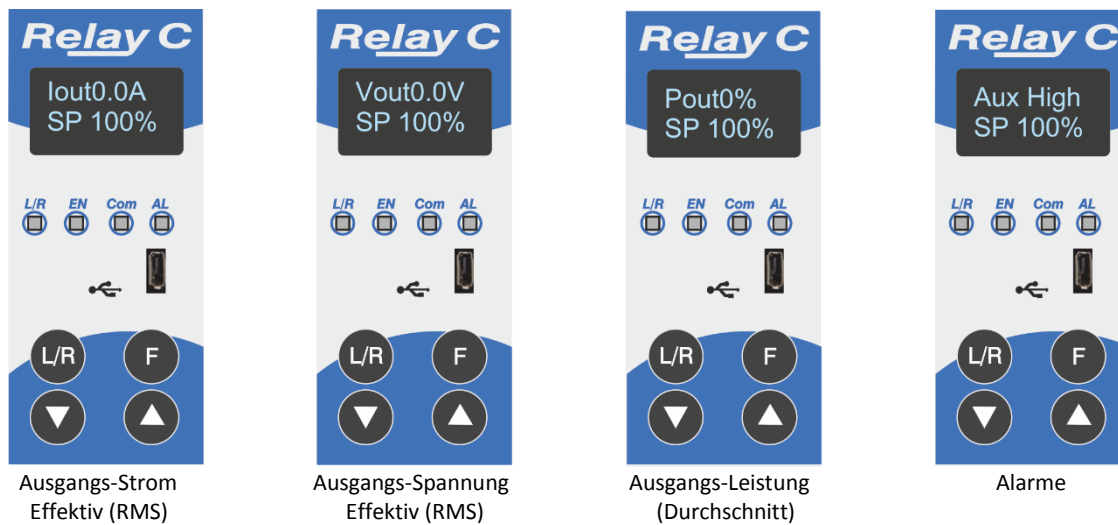 Relay C
Iout0.0A
SP 100%
L/R EN Com AL
L/R F
Ausgangs-Strom
Effektiv (RMS)
Relay C
Vout0.0V
SP 100%
L/R EN Com AL
L/R F
Ausgangs-Spannung
Effektiv (RMS)
Relay C
Pout0%
SP 100%
L/R EN Com AL
L/R F
Ausgangs-Leistung
(Durchschnitt)
Relay C
Aux High
SP 100%
L/R EN Com AL
L/R F
Alarme